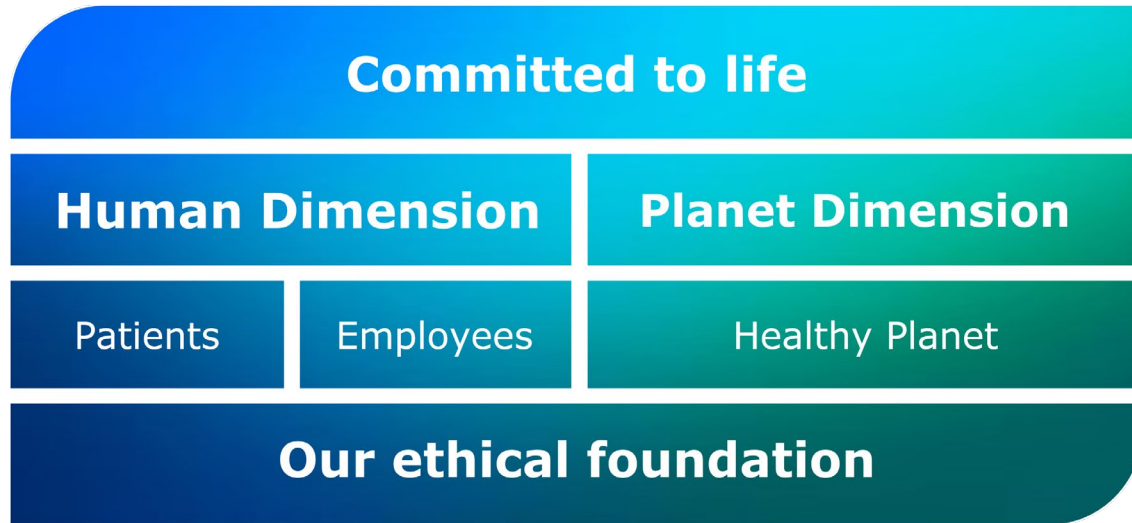 Committed to life
Human Dimension
Planet Dimension
Patients
Employees
Healthy Planet
Our ethical foundation